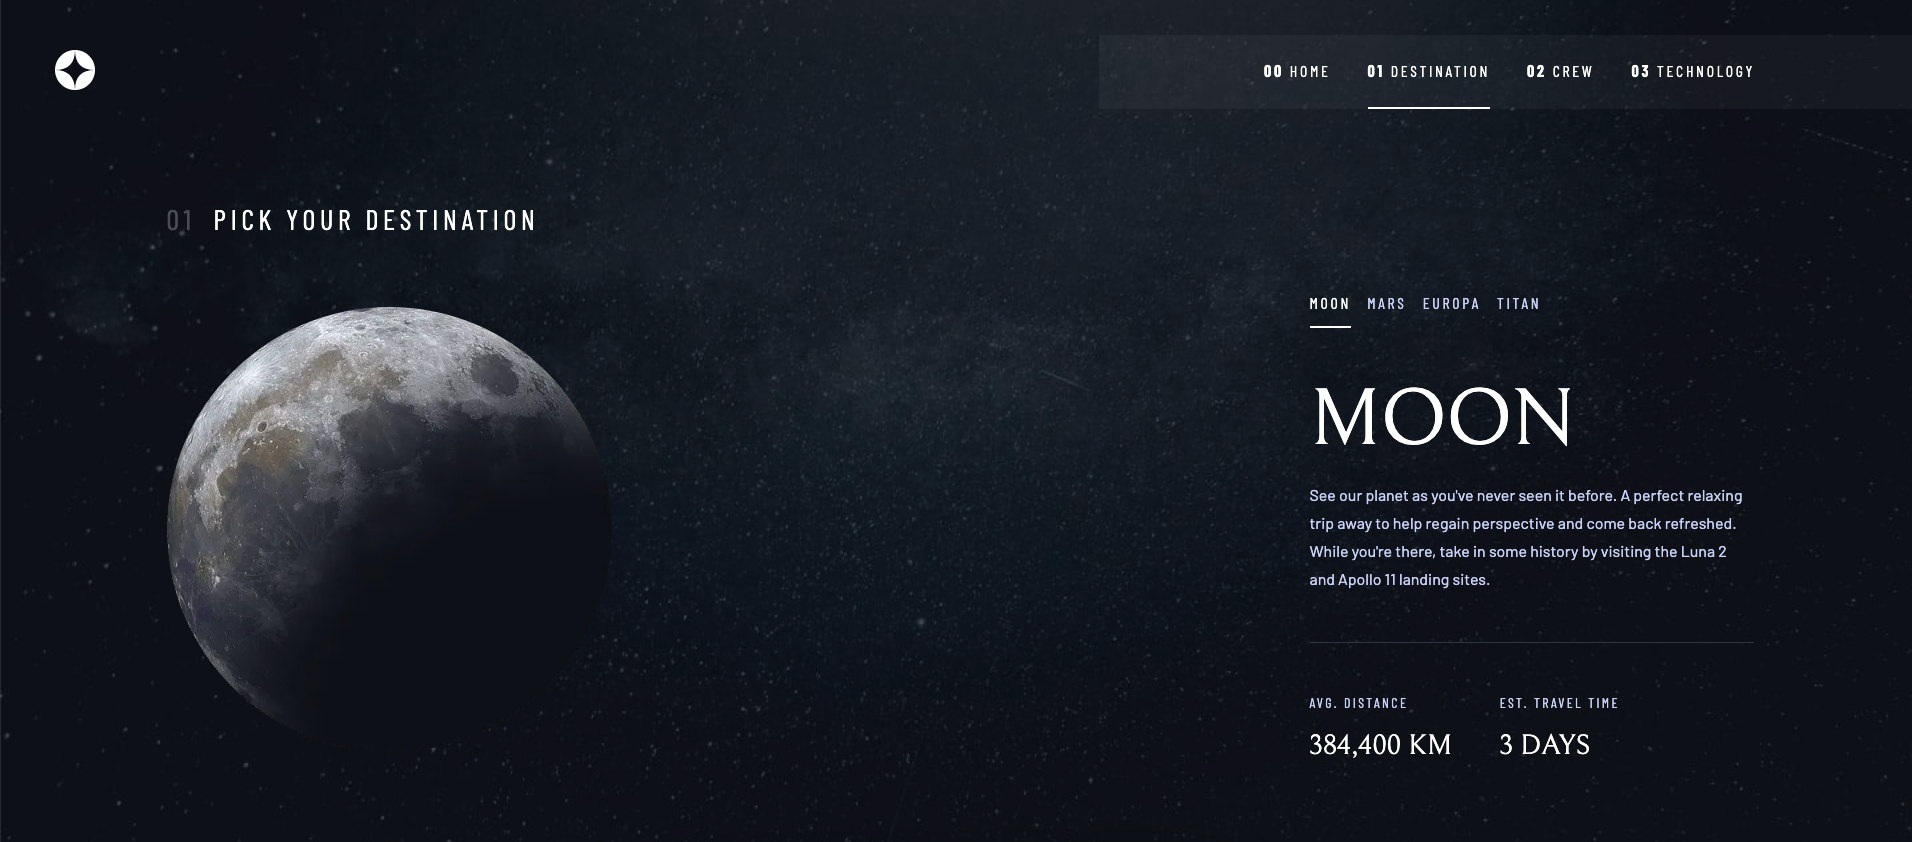 00 HOME 01 DESTINATION 02 CREW 03 TECHNOLOGY
01 PICK YOUR DESTINATION
MOON MARS EUROPA TITAN
MOON
See our planet as you've never seen it before. A perfect relaxing
trip away to help regain perspective and come back refreshed.
While you're there, take in some history by visiting the Luna 2
and Apollo 11 landing sites.
AVG. DISTANCE
384,400 KM
EST. TRAVEL TIME
3 DAYS